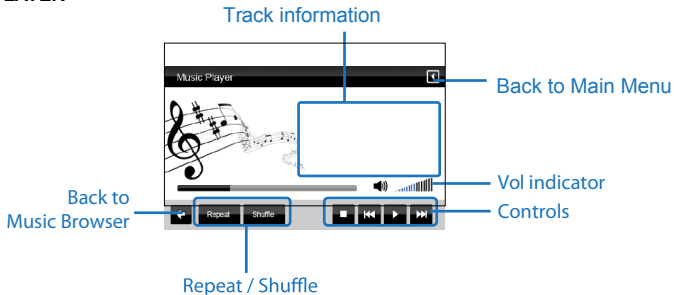 Track information
Music Player
Back to Main Menu
Vol indicator
Back to
Music Browser
Repeat
Shuffle
Controls
Repeat / Shuffle